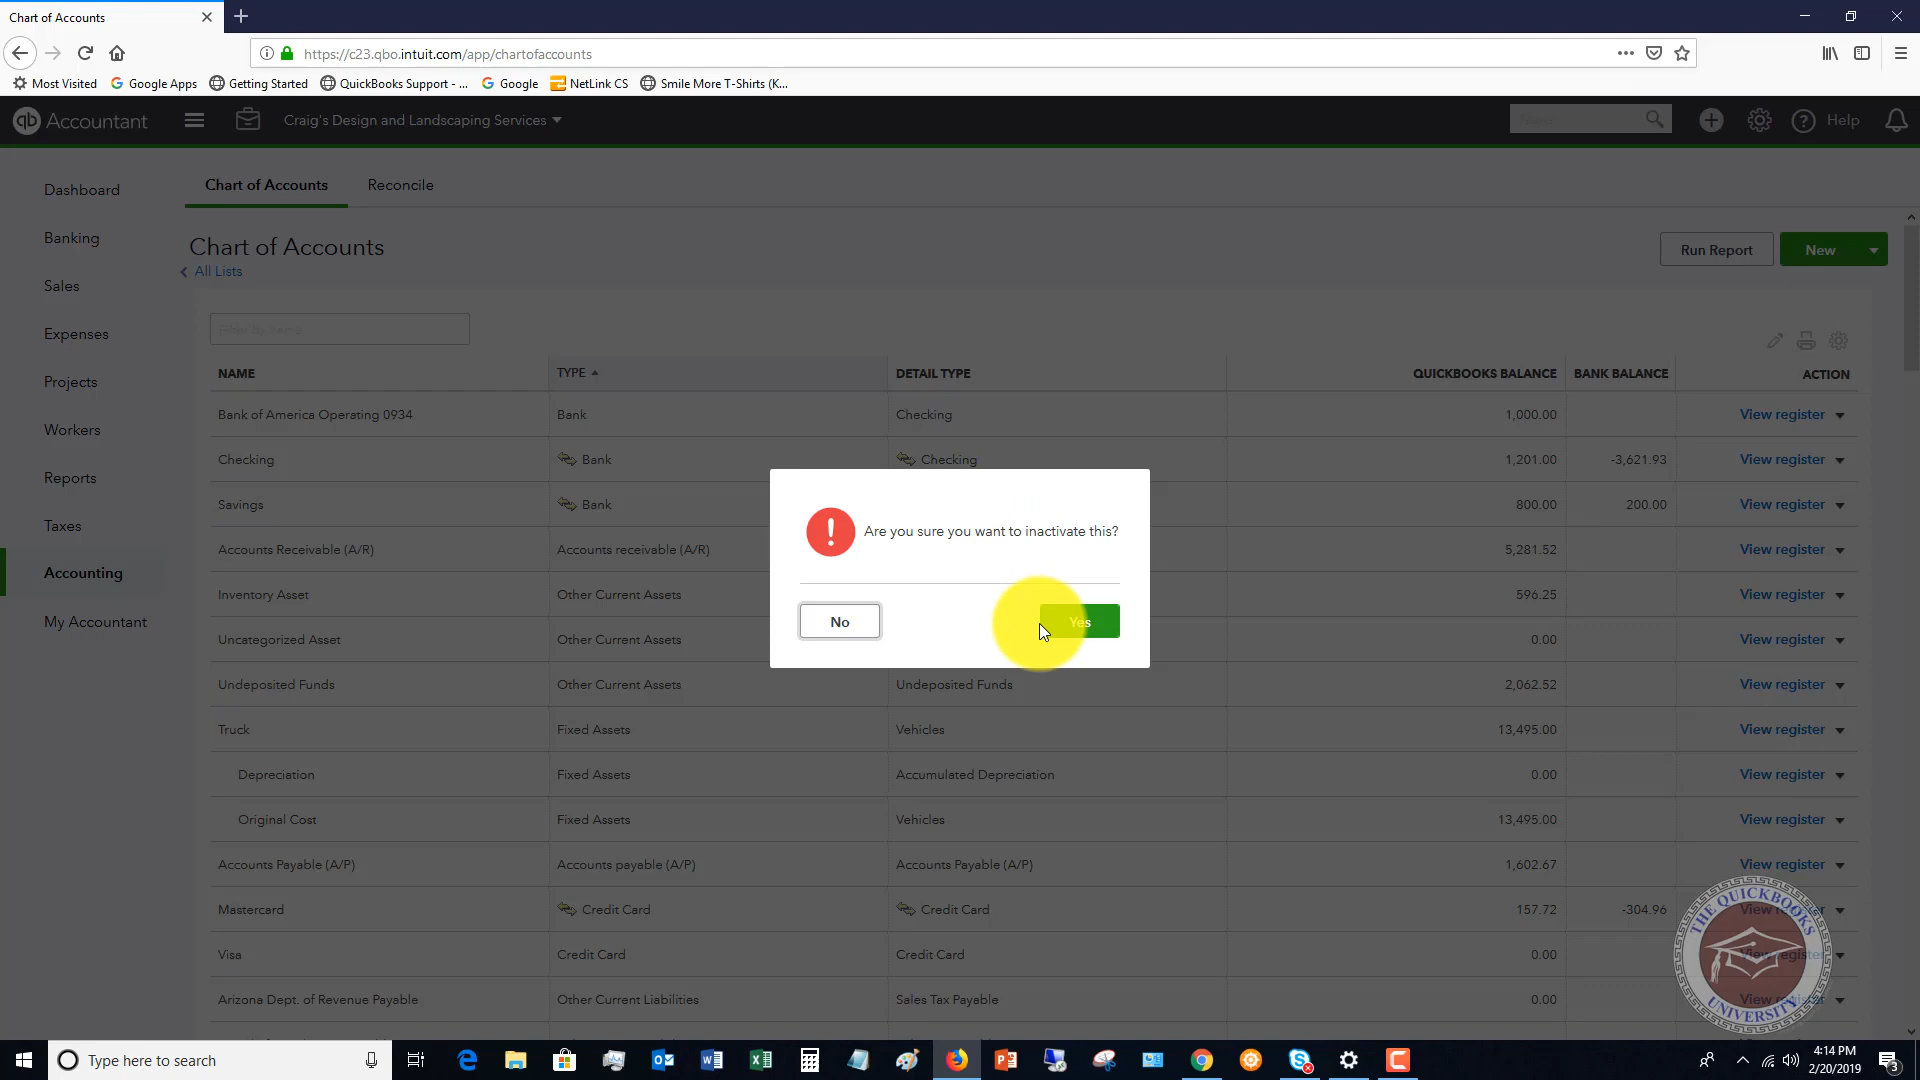 Chart of Accounts
https://c23.qbo.intuit.com/app/chartofaccounts
Most Visited Google Apps Getting Started QuickBooks Support - ... Google NetLink CS Smile More T-Shirts (K...
qb Accountant Craig's Design and Landscaping Services Help
Dashboard
Banking
Sales
Expenses
Projects
Workers
Reports
Taxes
Accounting
My Accountant
Chart of Accounts Reconcile
Chart of Accounts
All Lists
Run Report New
Filter by name
NAME TYPE DETAIL TYPE QUICKBOOKS BALANCE BANK BALANCE ACTION
Bank of America Operating 0934 Bank Checking 1,000.00 View register
Checking Bank Checking 1,201.00 -3,621.93 View register
Savings Bank 800.00 200.00 View register
Accounts Receivable (A/R) Accounts receivable (A/R) 5,281.52 View register
Inventory Asset Other Current Assets 596.25 View register
Uncategorized Asset Other Current Assets 0.00 View register
Undeposited Funds Other Current Assets Undeposited Funds 2,062.52 View register
Truck Fixed Assets Vehicles 13,495.00 View register
Depreciation Fixed Assets Accumulated Depreciation 0.00 View register
Original Cost Fixed Assets Vehicles 13,495.00 View register
Accounts Payable (A/P) Accounts payable (A/P) Accounts Payable (A/P) 1,602.67 View register
Mastercard Credit Card Credit Card 157.72 -304.96 View register
Visa Credit Card Credit Card 0.00 View register
Arizona Dept. of Revenue Payable Other Current Liabilities Sales Tax Payable 0.00 View register
Are you sure you want to inactivate this?
No Yes
THE QUICKBOOKS UNIVERSITY
Type here to search
4:14 PM
2/20/2019
3